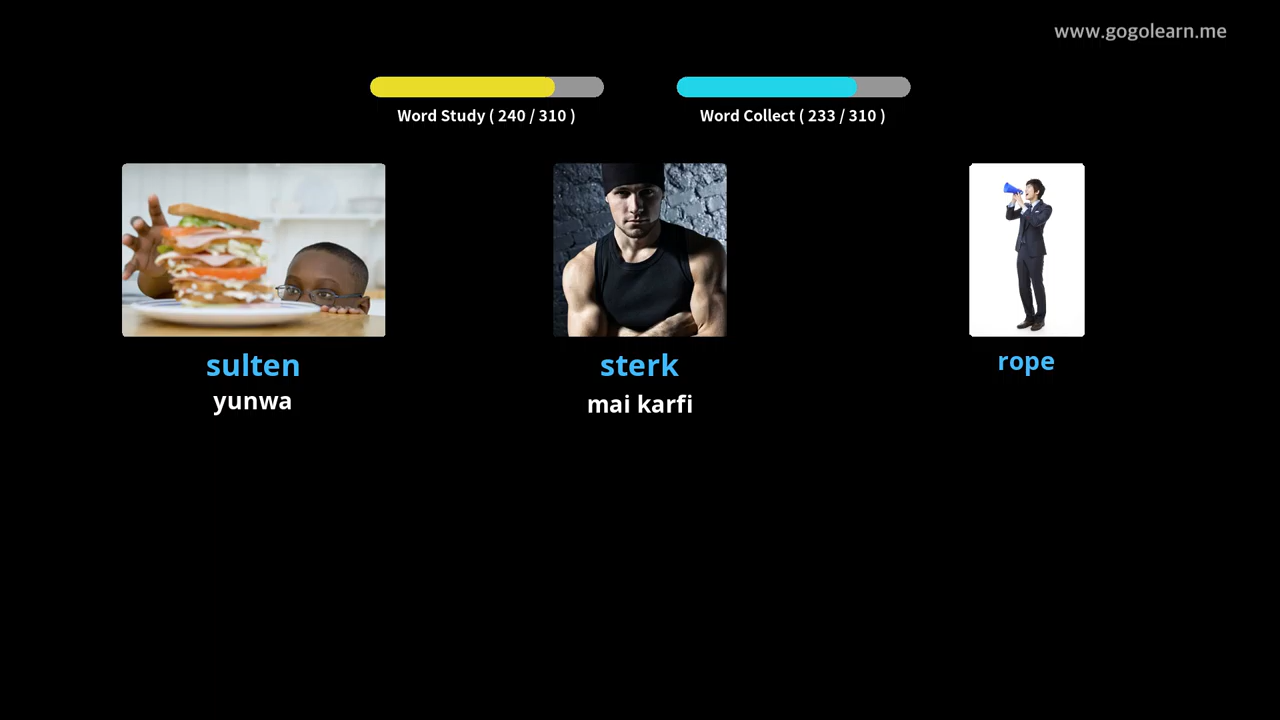 www.gogolearn.me
Word Study ( 240 / 310 )
Word Collect ( 233 / 310 )
sulten
yunwa
sterk
mai karfi
rope